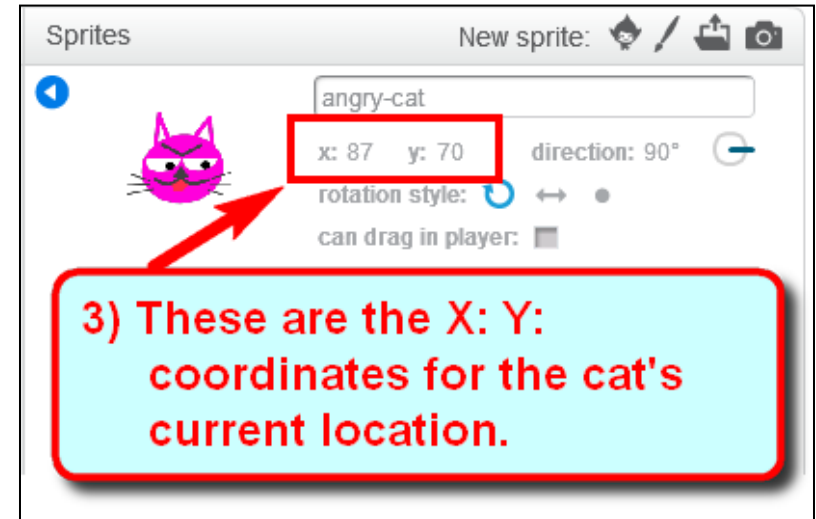 Sprites New sprite:
angry-cat
x: 87 y: 70 direction: 90°
rotation style:
can drag in player:
3) These are the X: Y:
coordinates for the cat's
current location.